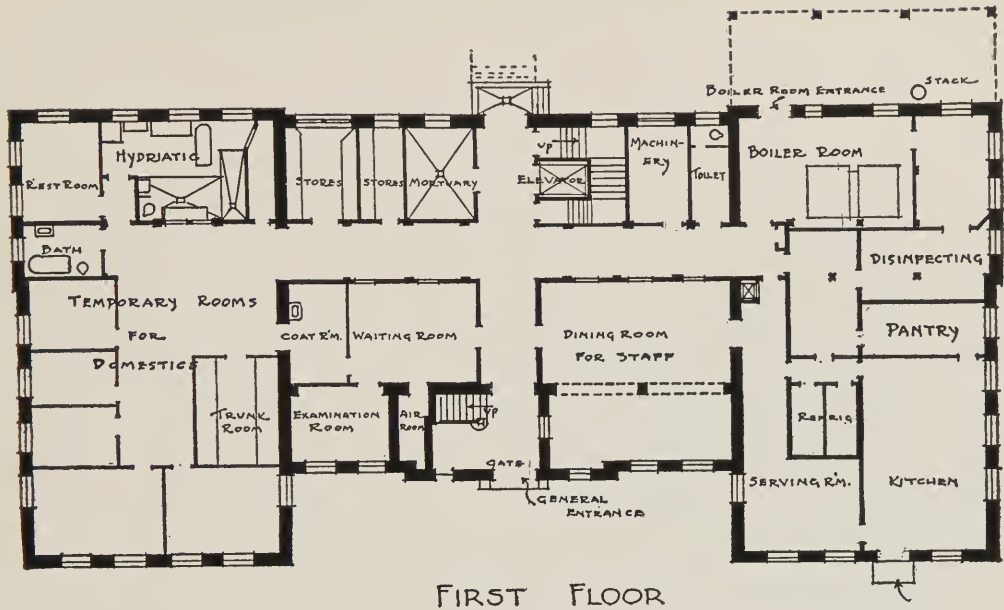 STACK
BOILER ROOM ENTRANCE
HYDRIATIC
REST ROOM
STORES
STORES
MORTUARY
UP
ELEVATOR
MACHIN-
ERY
TOILET
BOILER ROOM
BATH
DISINFECTING
TEMPORARY ROOMS
FOR
DOMESTICS
COAT R'M.
WAITING ROOM
DINING ROOM
FOR STAFF
PANTRY
TRUNK
ROOM
EXAMINATION
ROOM
AIR
ROOM
UP
REFRIG
GATE
GENERAL
ENTRANCE
SERVING R'M.
KITCHEN
FIRST FLOOR